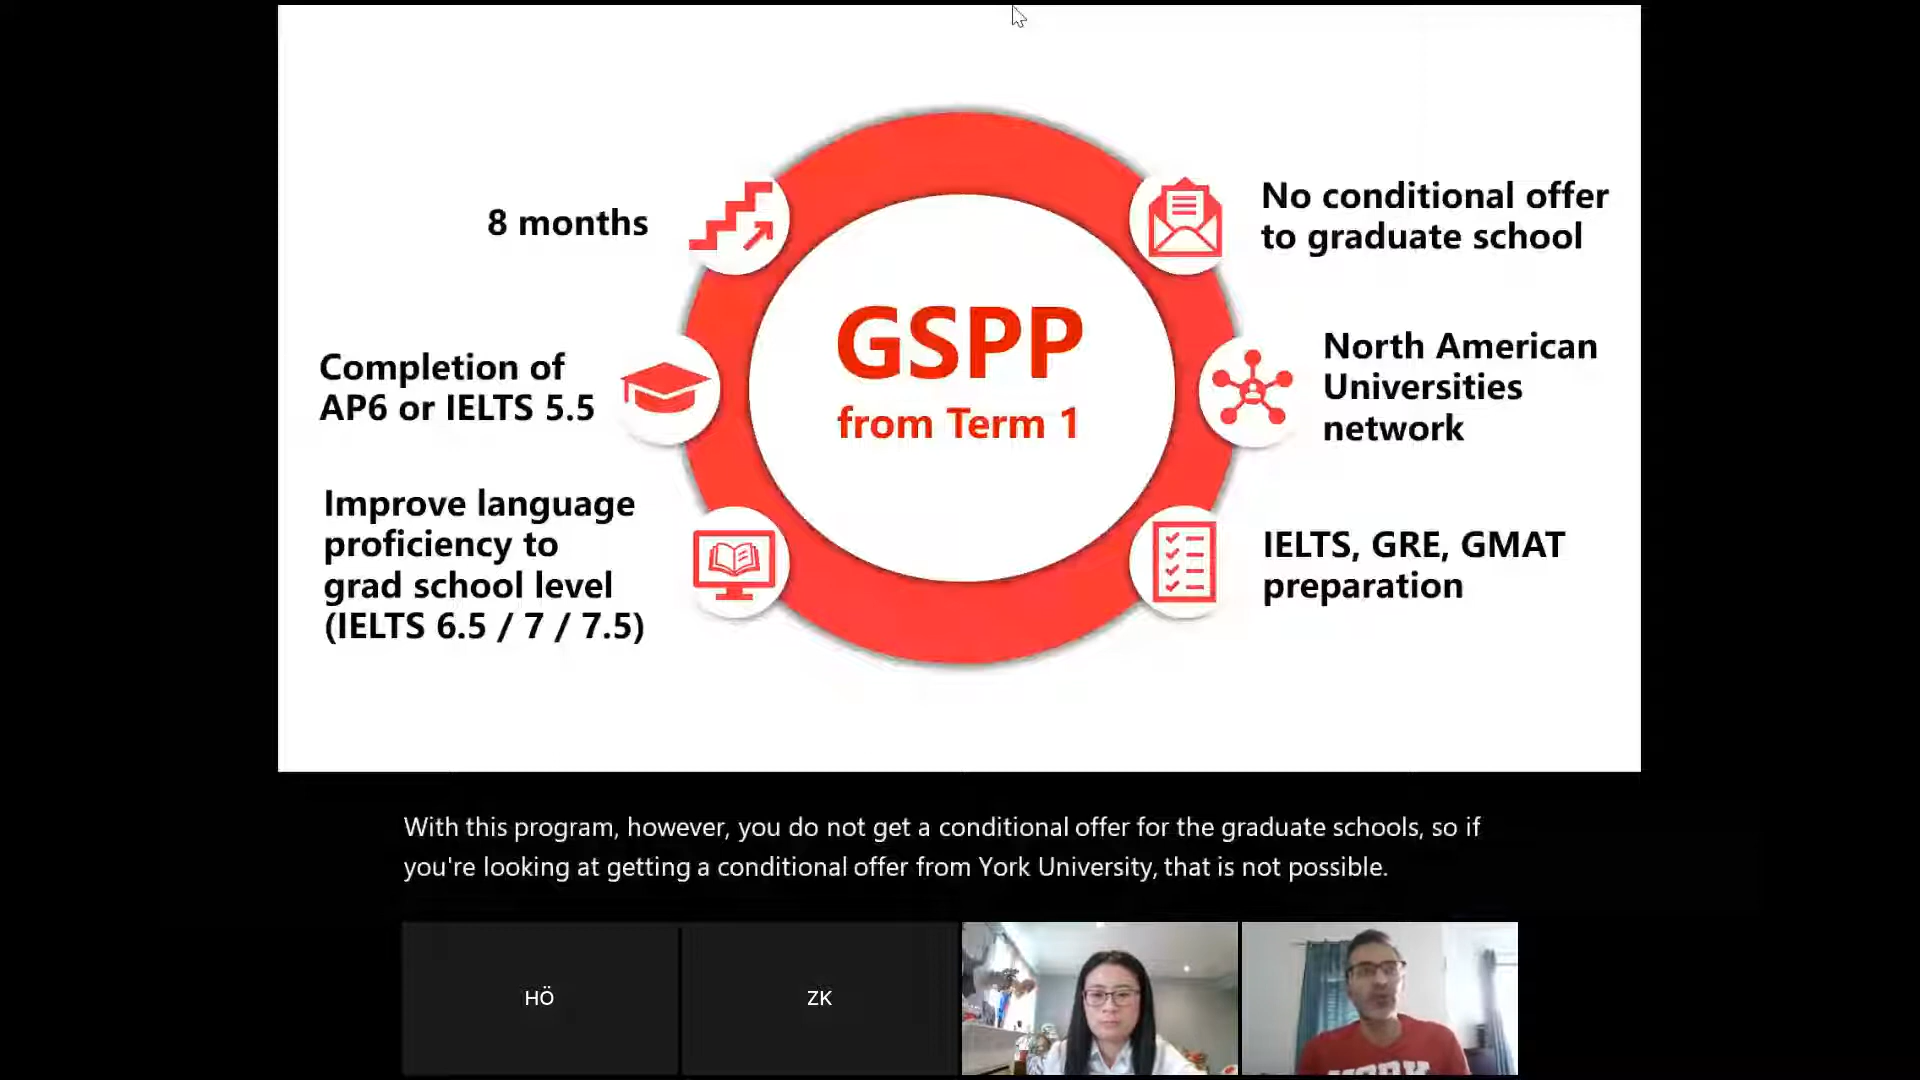 8 months
Completion of
AP6 or IELTS 5.5
Improve language
proficiency to
grad school level
(IELTS 6.5 / 7 / 7.5)
GSPP
from Term 1
No conditional offer
to graduate school
North American
Universities
network
IELTS, GRE, GMAT
preparation
With this program, however, you do not get a conditional offer for the graduate schools, so if
you're looking at getting a conditional offer from York University, that is not possible.
HÖ
ZK